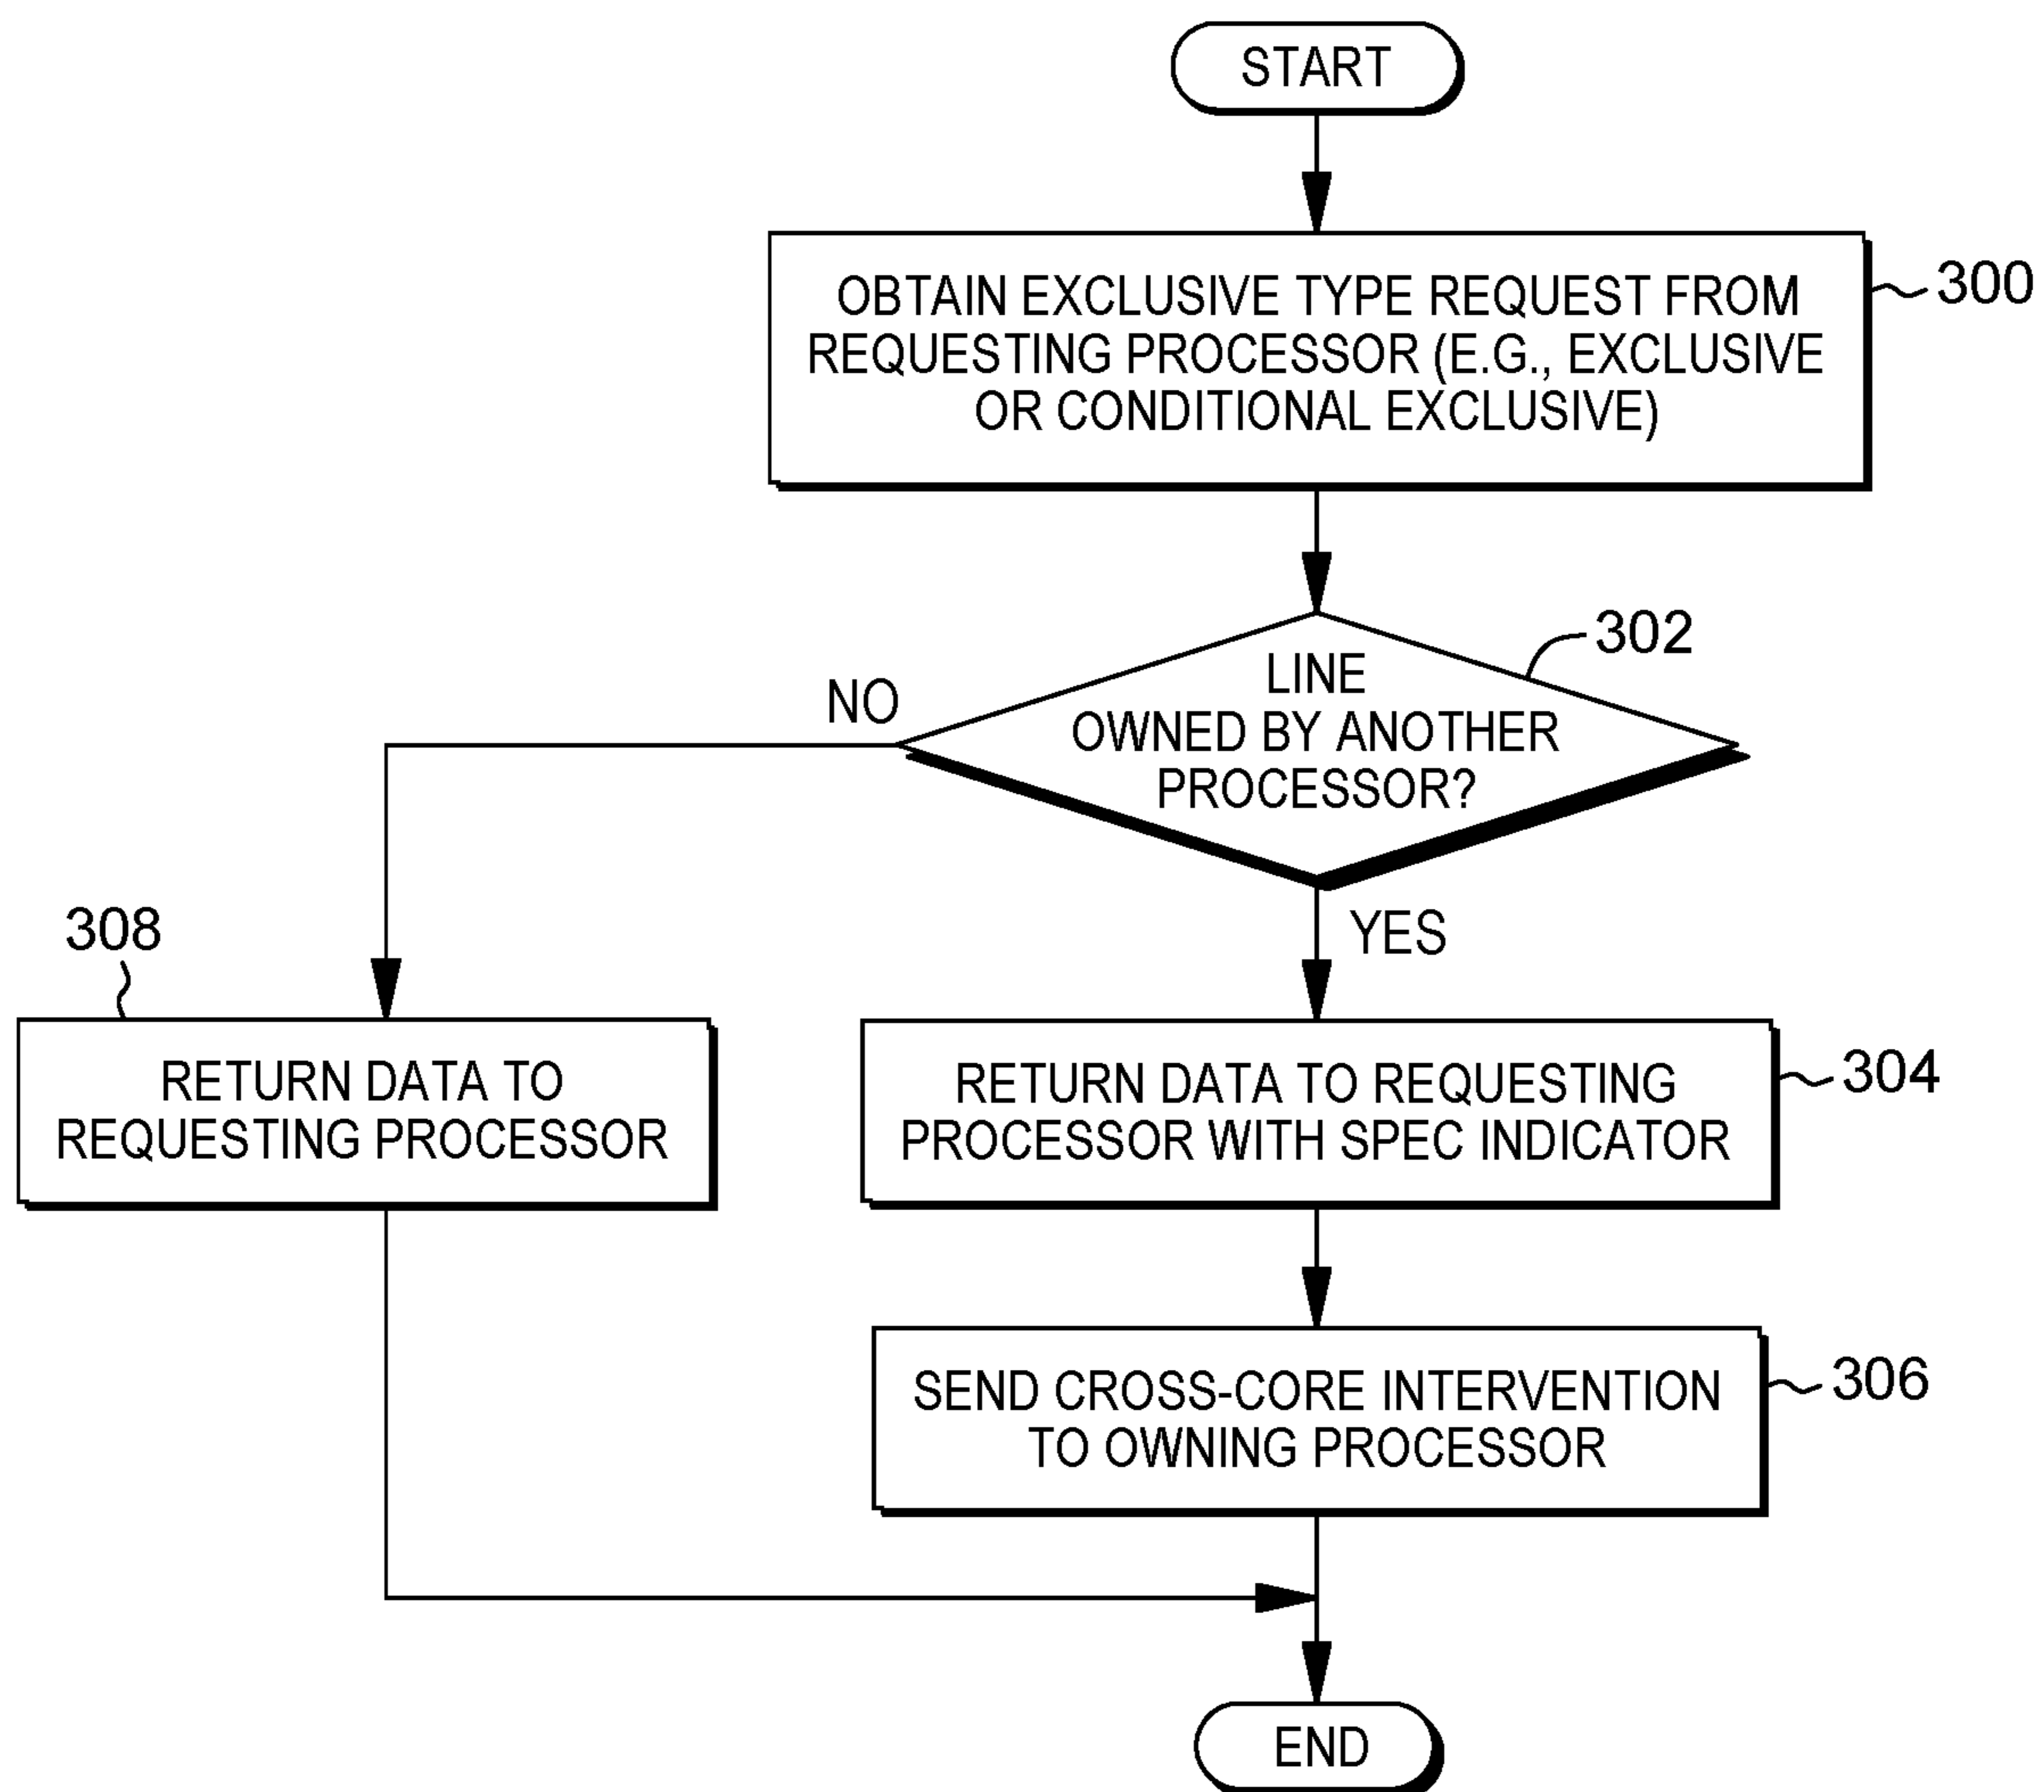 START
OBTAIN EXCLUSIVE TYPE REQUEST FROM
REQUESTING PROCESSOR (E.G., EXCLUSIVE
OR CONDITIONAL EXCLUSIVE)
300
302
LINE
OWNED BY ANOTHER
PROCESSOR?
NO
YES
308
RETURN DATA TO
REQUESTING PROCESSOR
RETURN DATA TO REQUESTING
PROCESSOR WITH SPEC INDICATOR
304
SEND CROSS-CORE INTERVENTION
TO OWNING PROCESSOR
306
END